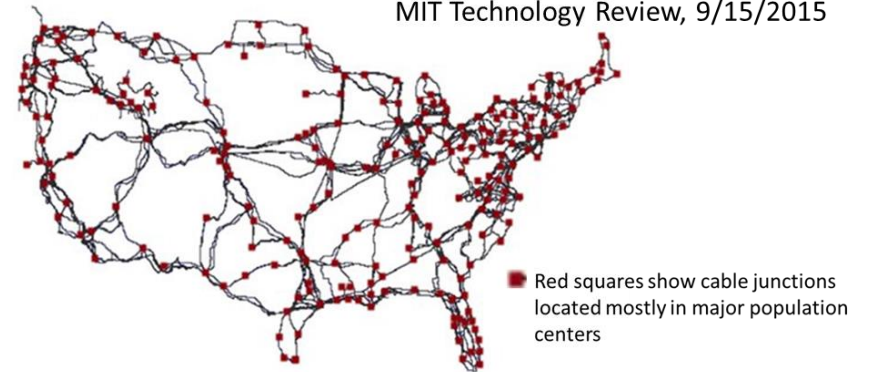 MIT Technology Review, 9/15/2015
Red squares show cable junctions
located mostly in major population
centers